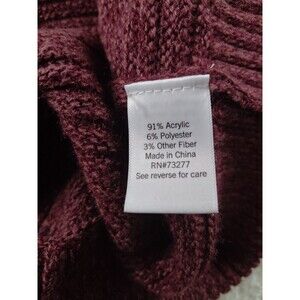 91% Acrylic
6% Polyester
3% Other Fiber
Made in China
RN#73277
See reverse for care